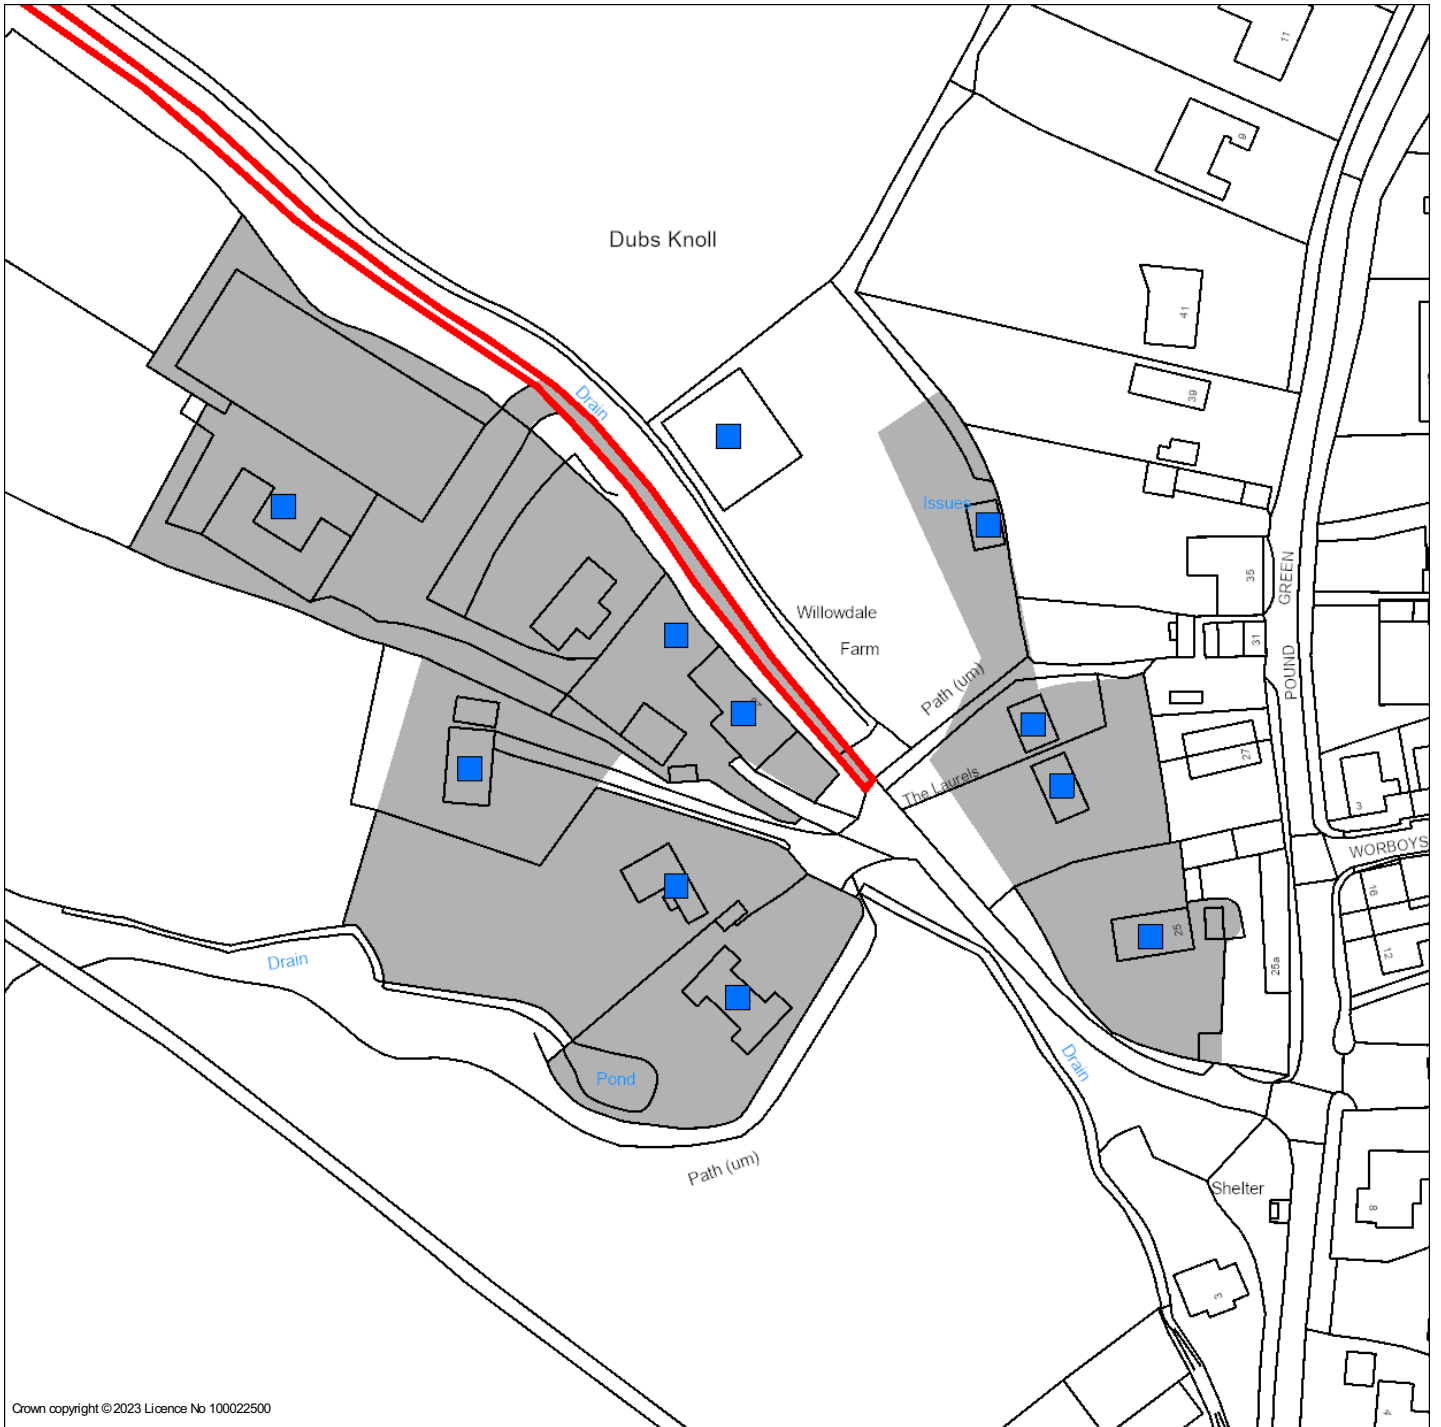 11
9
Dubs Knoll
41
Drain
39
Issues
GREEN
35
Willowdale
Farm
31
Path (um)
POUND
27
The Laurels
3
WORBOYS
16
25
12
25a
Drain
Drain
Pond
Path (um)
Shelter
8
3
4
Crown copyright © 2023 Licence No 100022500